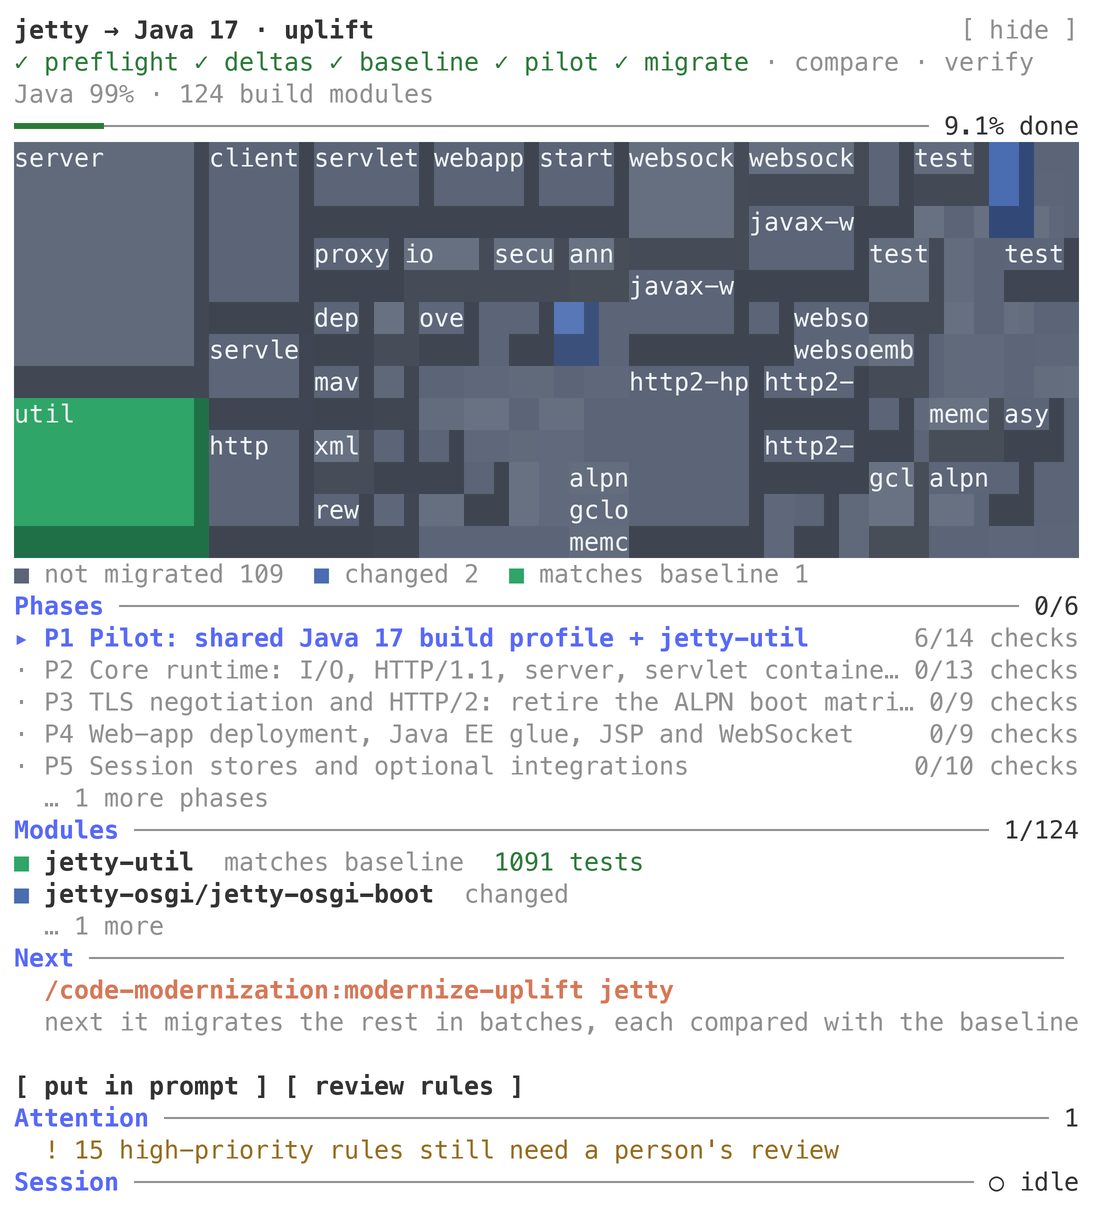 jetty → Java 17 · uplift [ hide ]
✓ preflight ✓ deltas ✓ baseline ✓ pilot ✓ migrate · compare · verify
Java 99% · 124 build modules
9.1% done
server client servlet webapp start websock websock test
javax-w
proxy io secu ann test test
javax-w
dep ove webso
servle websoemb
mav http2-hp http2-
util memc asy
http xml http2-
alpn gcl alpn
rew gclo
memc
■ not migrated 109 ■ changed 2 ■ matches baseline 1
Phases 0/6
▸ P1 Pilot: shared Java 17 build profile + jetty-util 6/14 checks
· P2 Core runtime: I/O, HTTP/1.1, server, servlet containe… 0/13 checks
· P3 TLS negotiation and HTTP/2: retire the ALPN boot matri… 0/9 checks
· P4 Web-app deployment, Java EE glue, JSP and WebSocket 0/9 checks
· P5 Session stores and optional integrations 0/10 checks
… 1 more phases
Modules 1/124
■ jetty-util matches baseline 1091 tests
■ jetty-osgi/jetty-osgi-boot changed
… 1 more
Next
/code-modernization:modernize-uplift jetty
next it migrates the rest in batches, each compared with the baseline
[ put in prompt ] [ review rules ]
Attention 1
! 15 high-priority rules still need a person's review
Session ○ idle